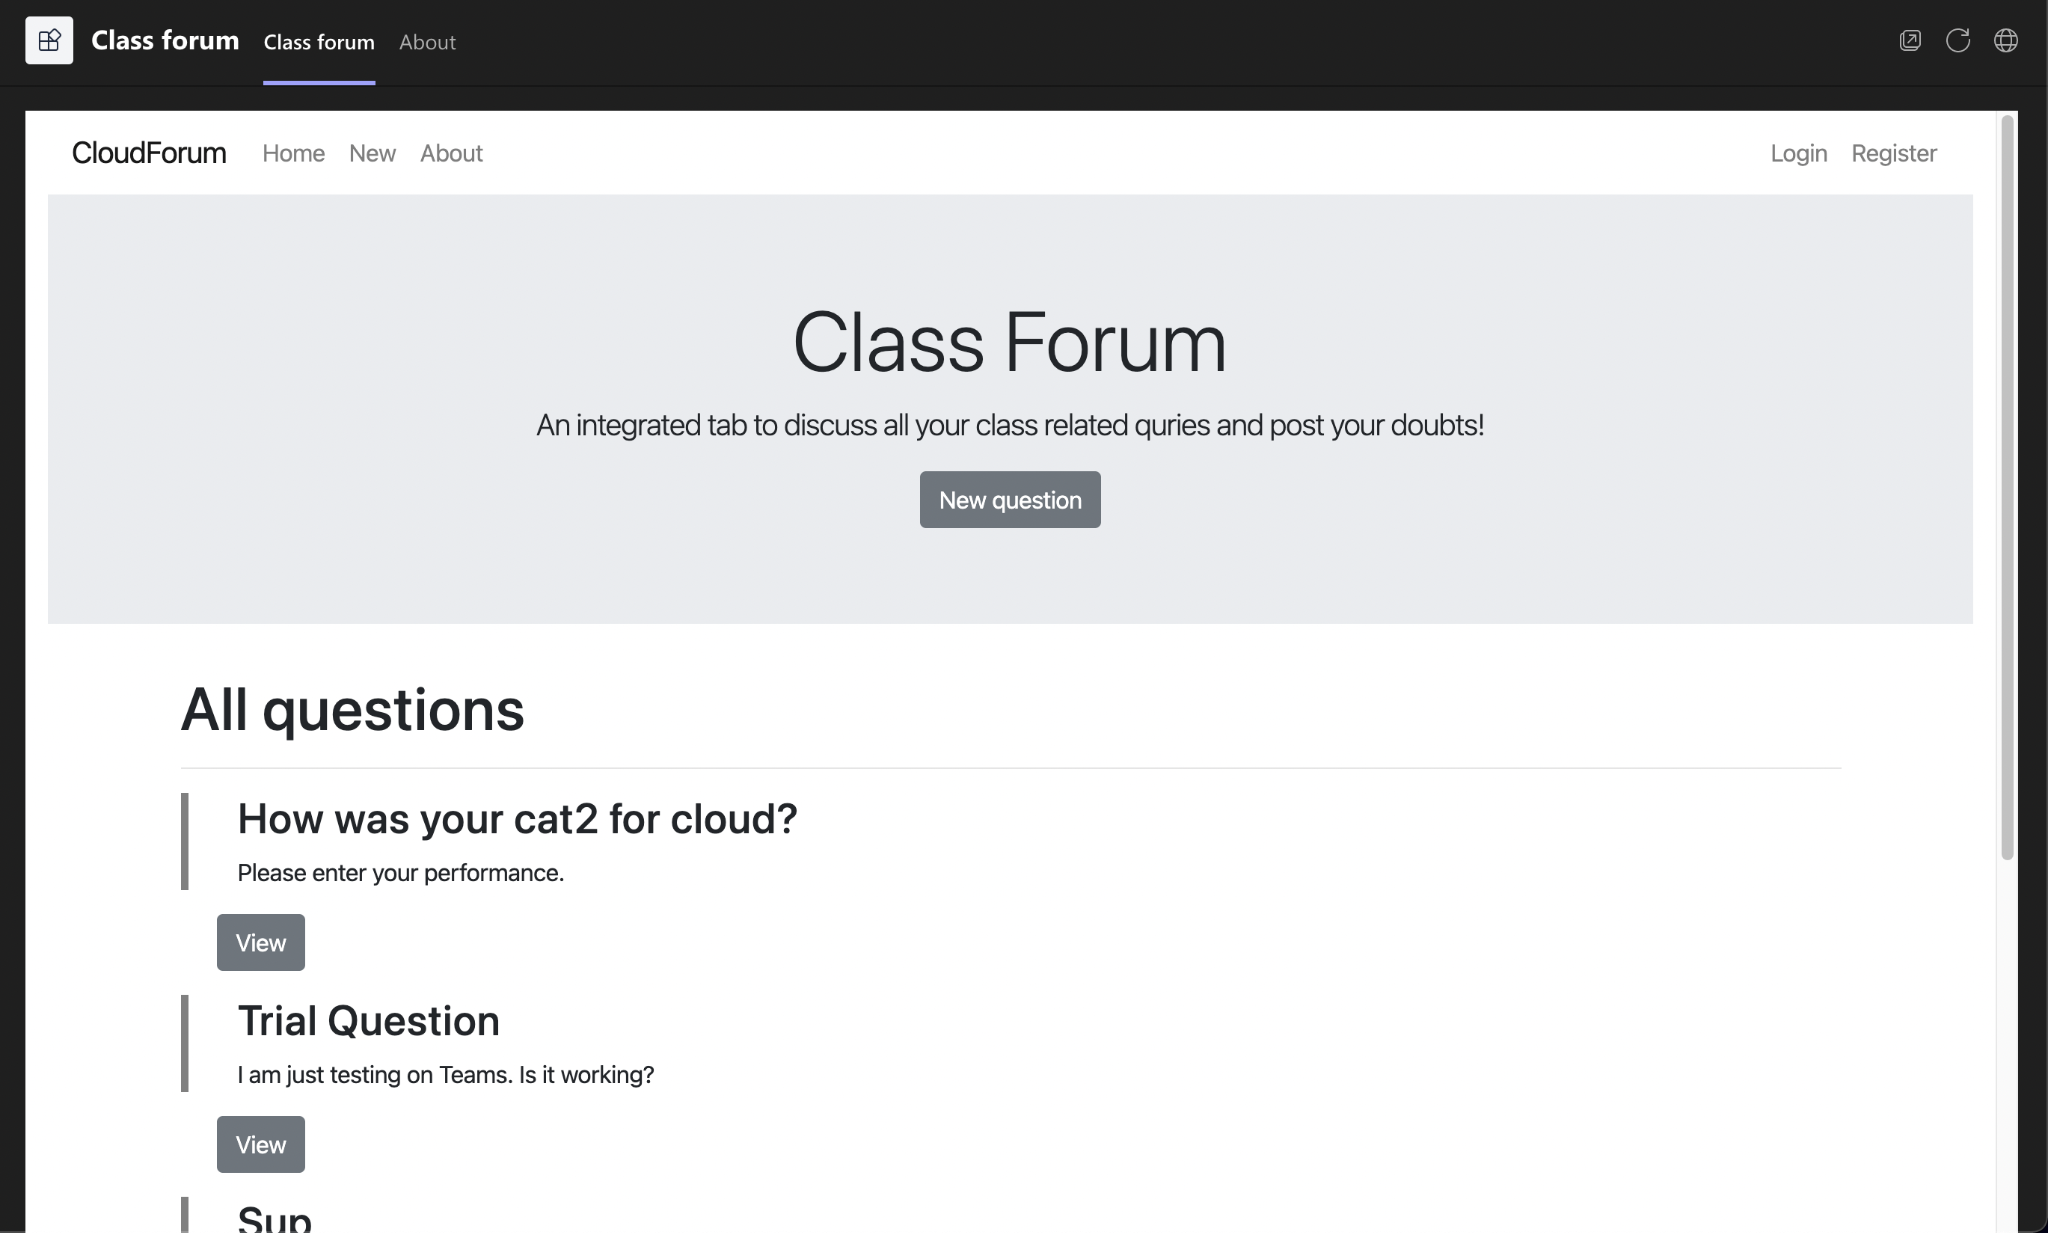 Class forum Class forum About
CloudForum Home New About Login Register
Class Forum
An integrated tab to discuss all your class related quries and post your doubts!
New question
All questions
How was your cat2 for cloud?
Please enter your performance.
View
Trial Question
I am just testing on Teams. Is it working?
View
Sup